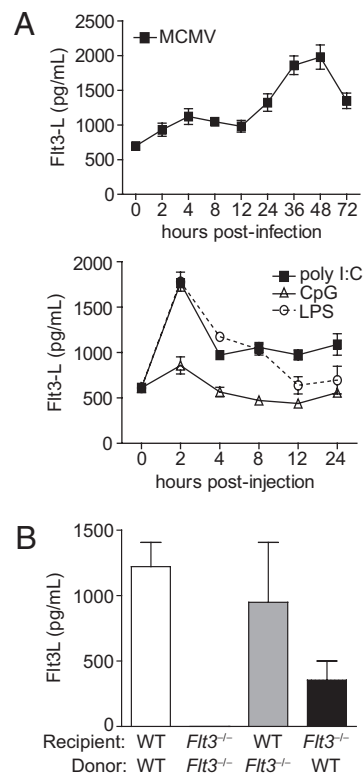 A
MCMV
Flt3-L (pg/mL)
2500
2000
1500
1000
500
0
0 2 4 8 12 24 36 48 72
hours post-infection
poly I:C
CpG
LPS
Flt3-L (pg/mL)
2000
1500
1000
500
0
0 2 4 8 12 24
hours post-injection
B
Flt3L (pg/mL)
1500
1000
500
0
Recipient: WT Flt3–/– WT Flt3–/–
Donor: WT Flt3–/– Flt3–/– WT